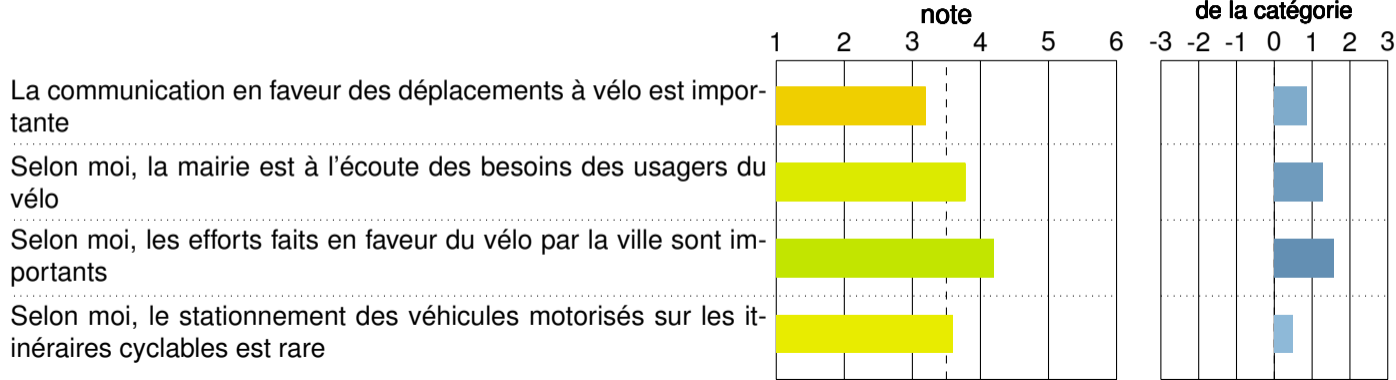 note
de la catégorie
1 2 3 4 5 6
-3 -2 -1 0 1 2 3
La communication en faveur des déplacements à vélo est impor-
tante
Selon moi, la mairie est à l'écoute des besoins des usagers du
vélo
Selon moi, les efforts faits en faveur du vélo par la ville sont im-
portants
Selon moi, le stationnement des véhicules motorisés sur les it-
inéraires cyclables est rare